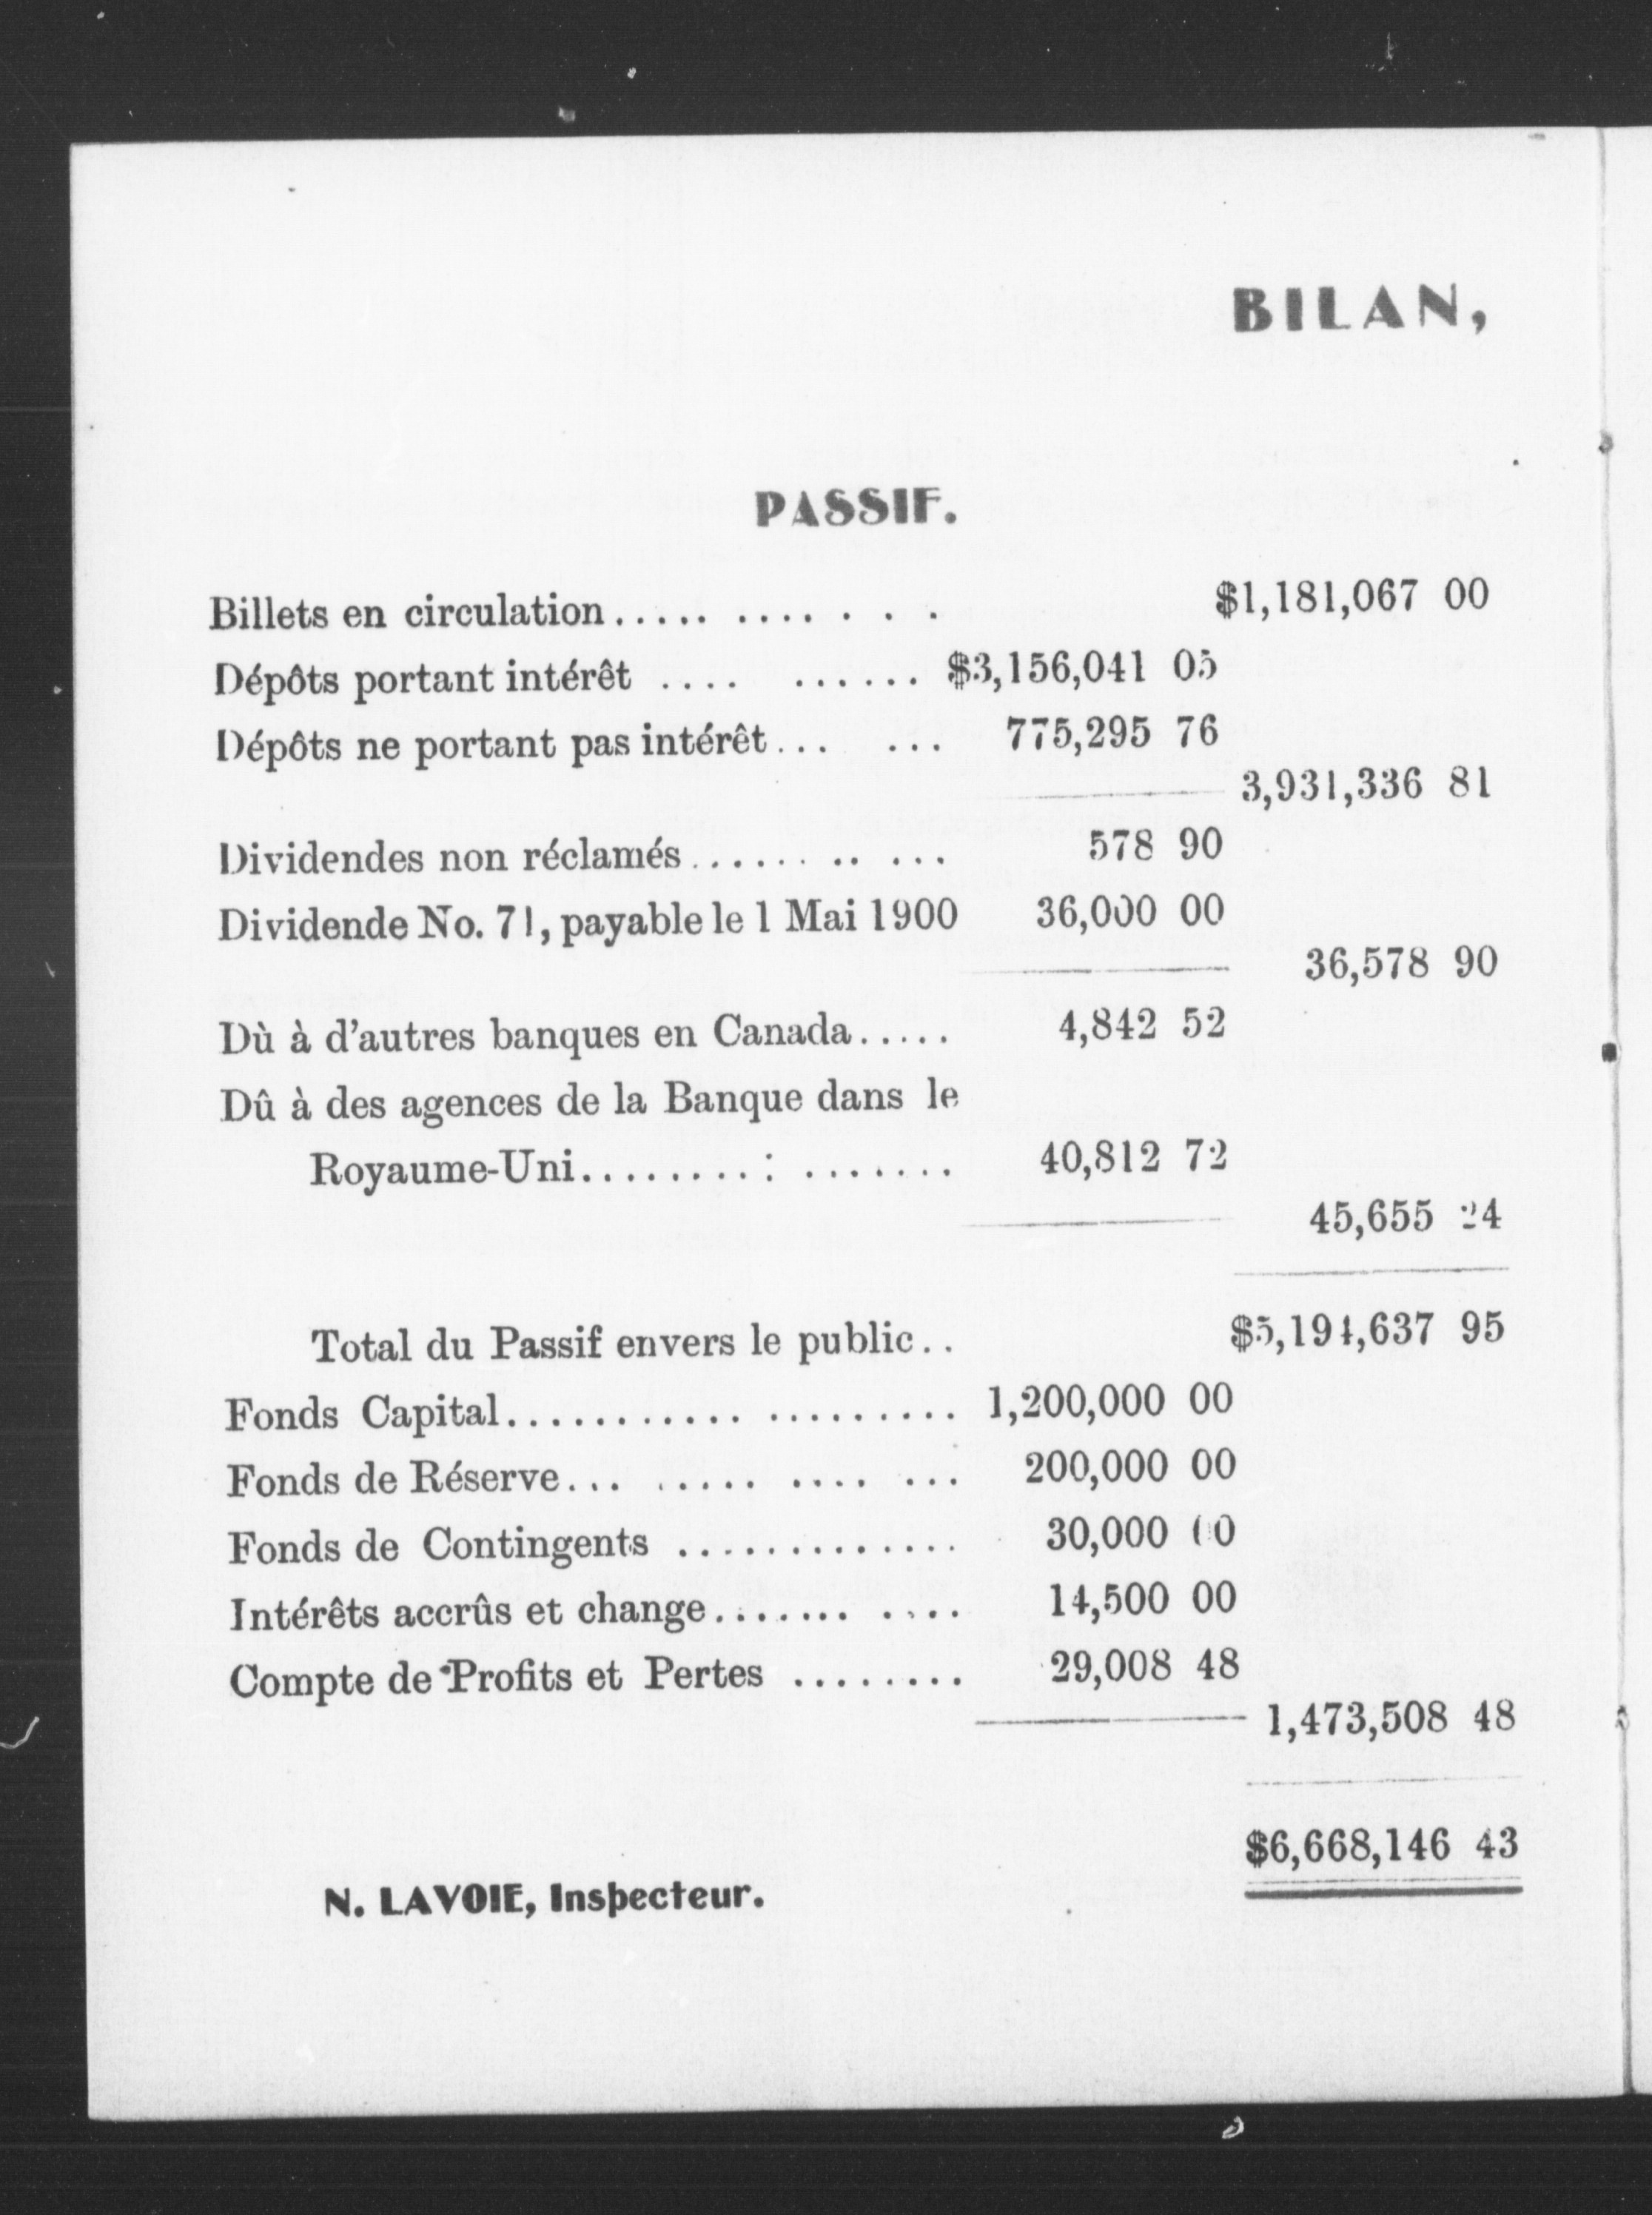 BILAN,
PASSIF.
Billets en circulation..... .... . . . $1,181,067 00
Dépôts portant intérêt .... ...... $3,156,041 05
Dépôts ne portant pas intérêt... ... 775,295 76
3,931,336 81
Dividendes non réclamés...... .. ... 578 90
Dividende No. 71, payable le 1 Mai 1900 36,000 00
36,578 90
Dù à d'autres banques en Canada..... 4,842 52
Dû à des agences de la Banque dans le
Royaume-Uni........: ....... 40,812 72
45,655 24
Total du Passif envers le public.. $5,194,637 95
Fonds Capital........... ......... 1,200,000 00
Fonds de Réserve... ..... .... ... 200,000 00
Fonds de Contingents ............. 30,000 00
Intérêts accrûs et change....... .... 14,500 00
Compte de Profits et Pertes ........ 29,008 48
1,473,508 48
$6,668,146 43
N. LAVOIE, Inspecteur.